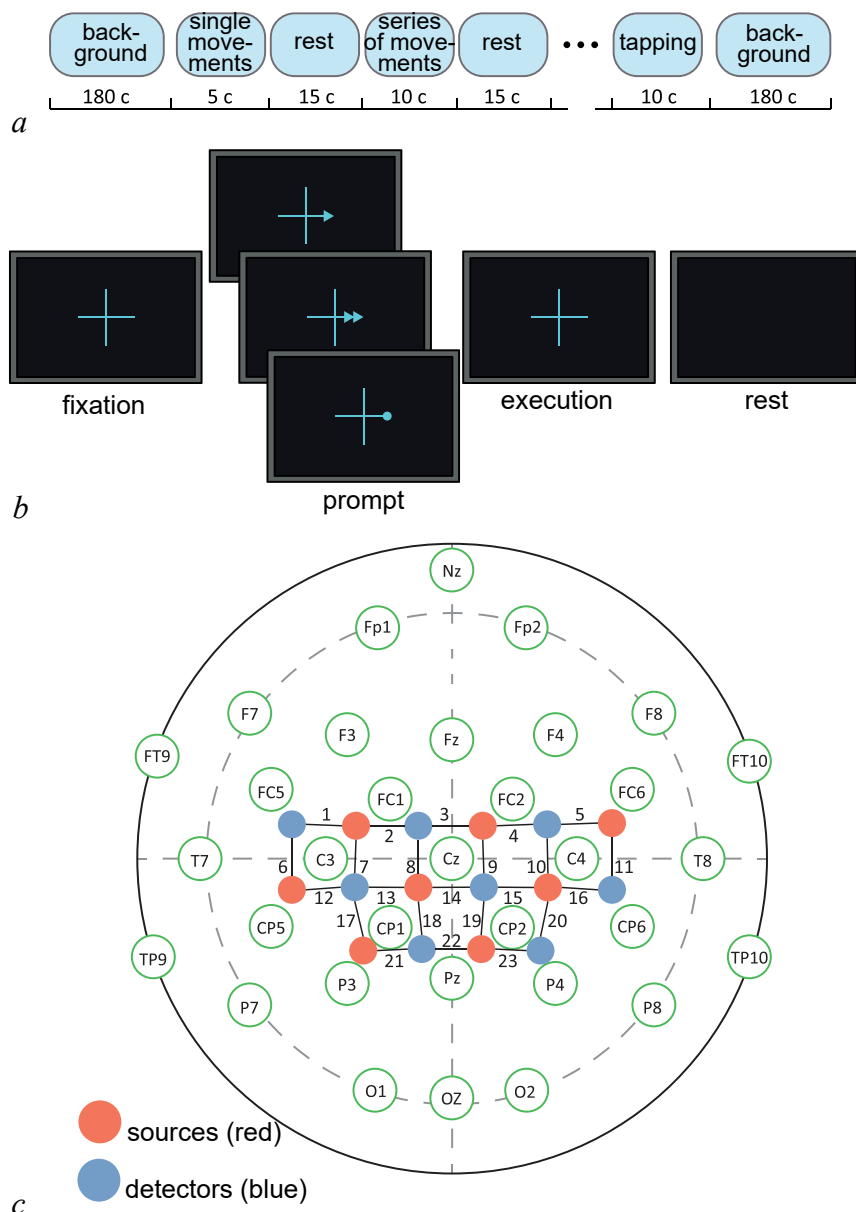 back-
ground
single
move-
ments
rest
series
of move-
ments
rest
•••
tapping
back-
ground
180 c
5 c
15 c
10 c
15 c
10 c
180 c
a
fixation
prompt
execution
rest
b
Nz
Fp1
Fp2
F7
F3
Fz
F4
F8
FT9
FT10
FC5
FC1
FC2
FC6
1
2
3
4
5
T7
C3
Cz
C4
T8
6
7
8
9
10
11
12
13
14
15
16
CP5
17
CP1
18
19
CP2
20
CP6
TP9
21
22
23
TP10
P7
P3
Pz
P4
P8
O1
OZ
O2
sources (red)
detectors (blue)
c